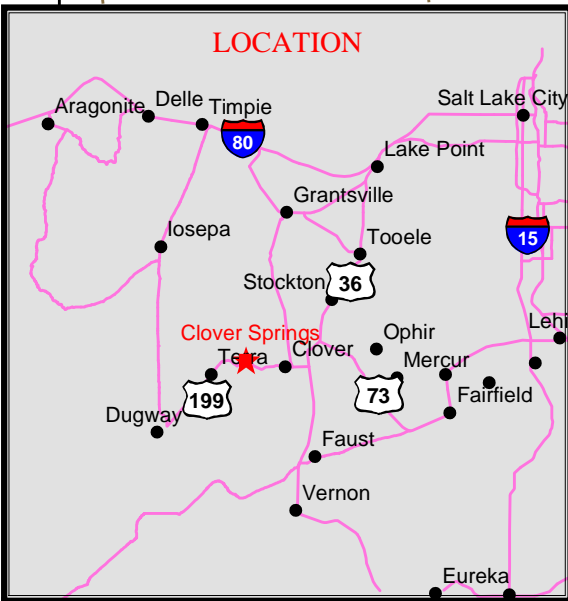 LOCATION
Aragonite
Delle
Timpie
Salt Lake City
80
Lake Point
Grantsville
Iosepa
Tooele
15
Stockton
36
Clover Springs
Ophir
Lehi
Terra
Clover
Mercur
199
73
Fairfield
Dugway
Faust
Vernon
Eureka